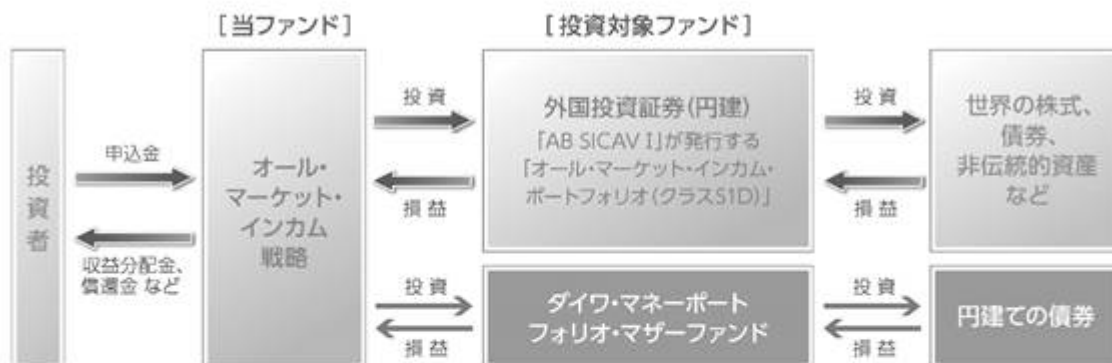 [当ファンド]
[投資対象ファンド]
投資者
申込金
収益分配金、
償還金 など
オール・
マーケット・
インカム
戦略
投資
損益
外国投資証券(円建)
「AB SICAV I」が発行する
「オール・マーケット・インカム・
ポートフォリオ(クラスS1D)」
投資
損益
世界の株式、
債券、
非伝統的資産
など
投資
損益
ダイワ・マネーポート
フォリオ・マザーファンド
投資
損益
円建ての債券